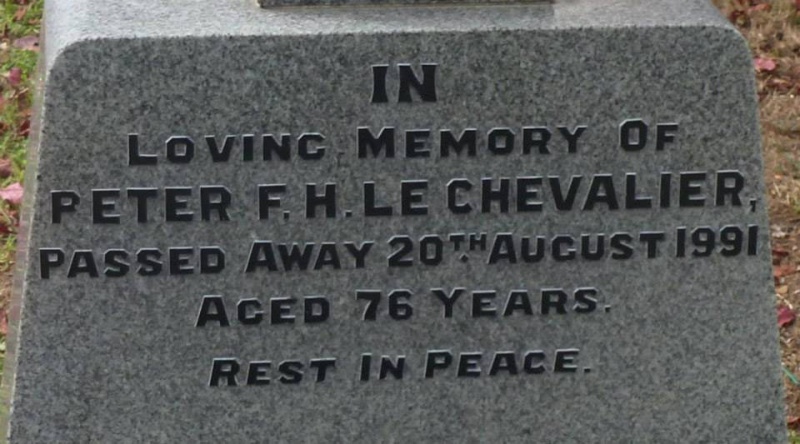 IN
LOVING MEMORY OF
PETER F. H. LE CHEVALIER,
PASSED AWAY 20TH AUGUST 1991
AGED 76 YEARS.
REST IN PEACE.